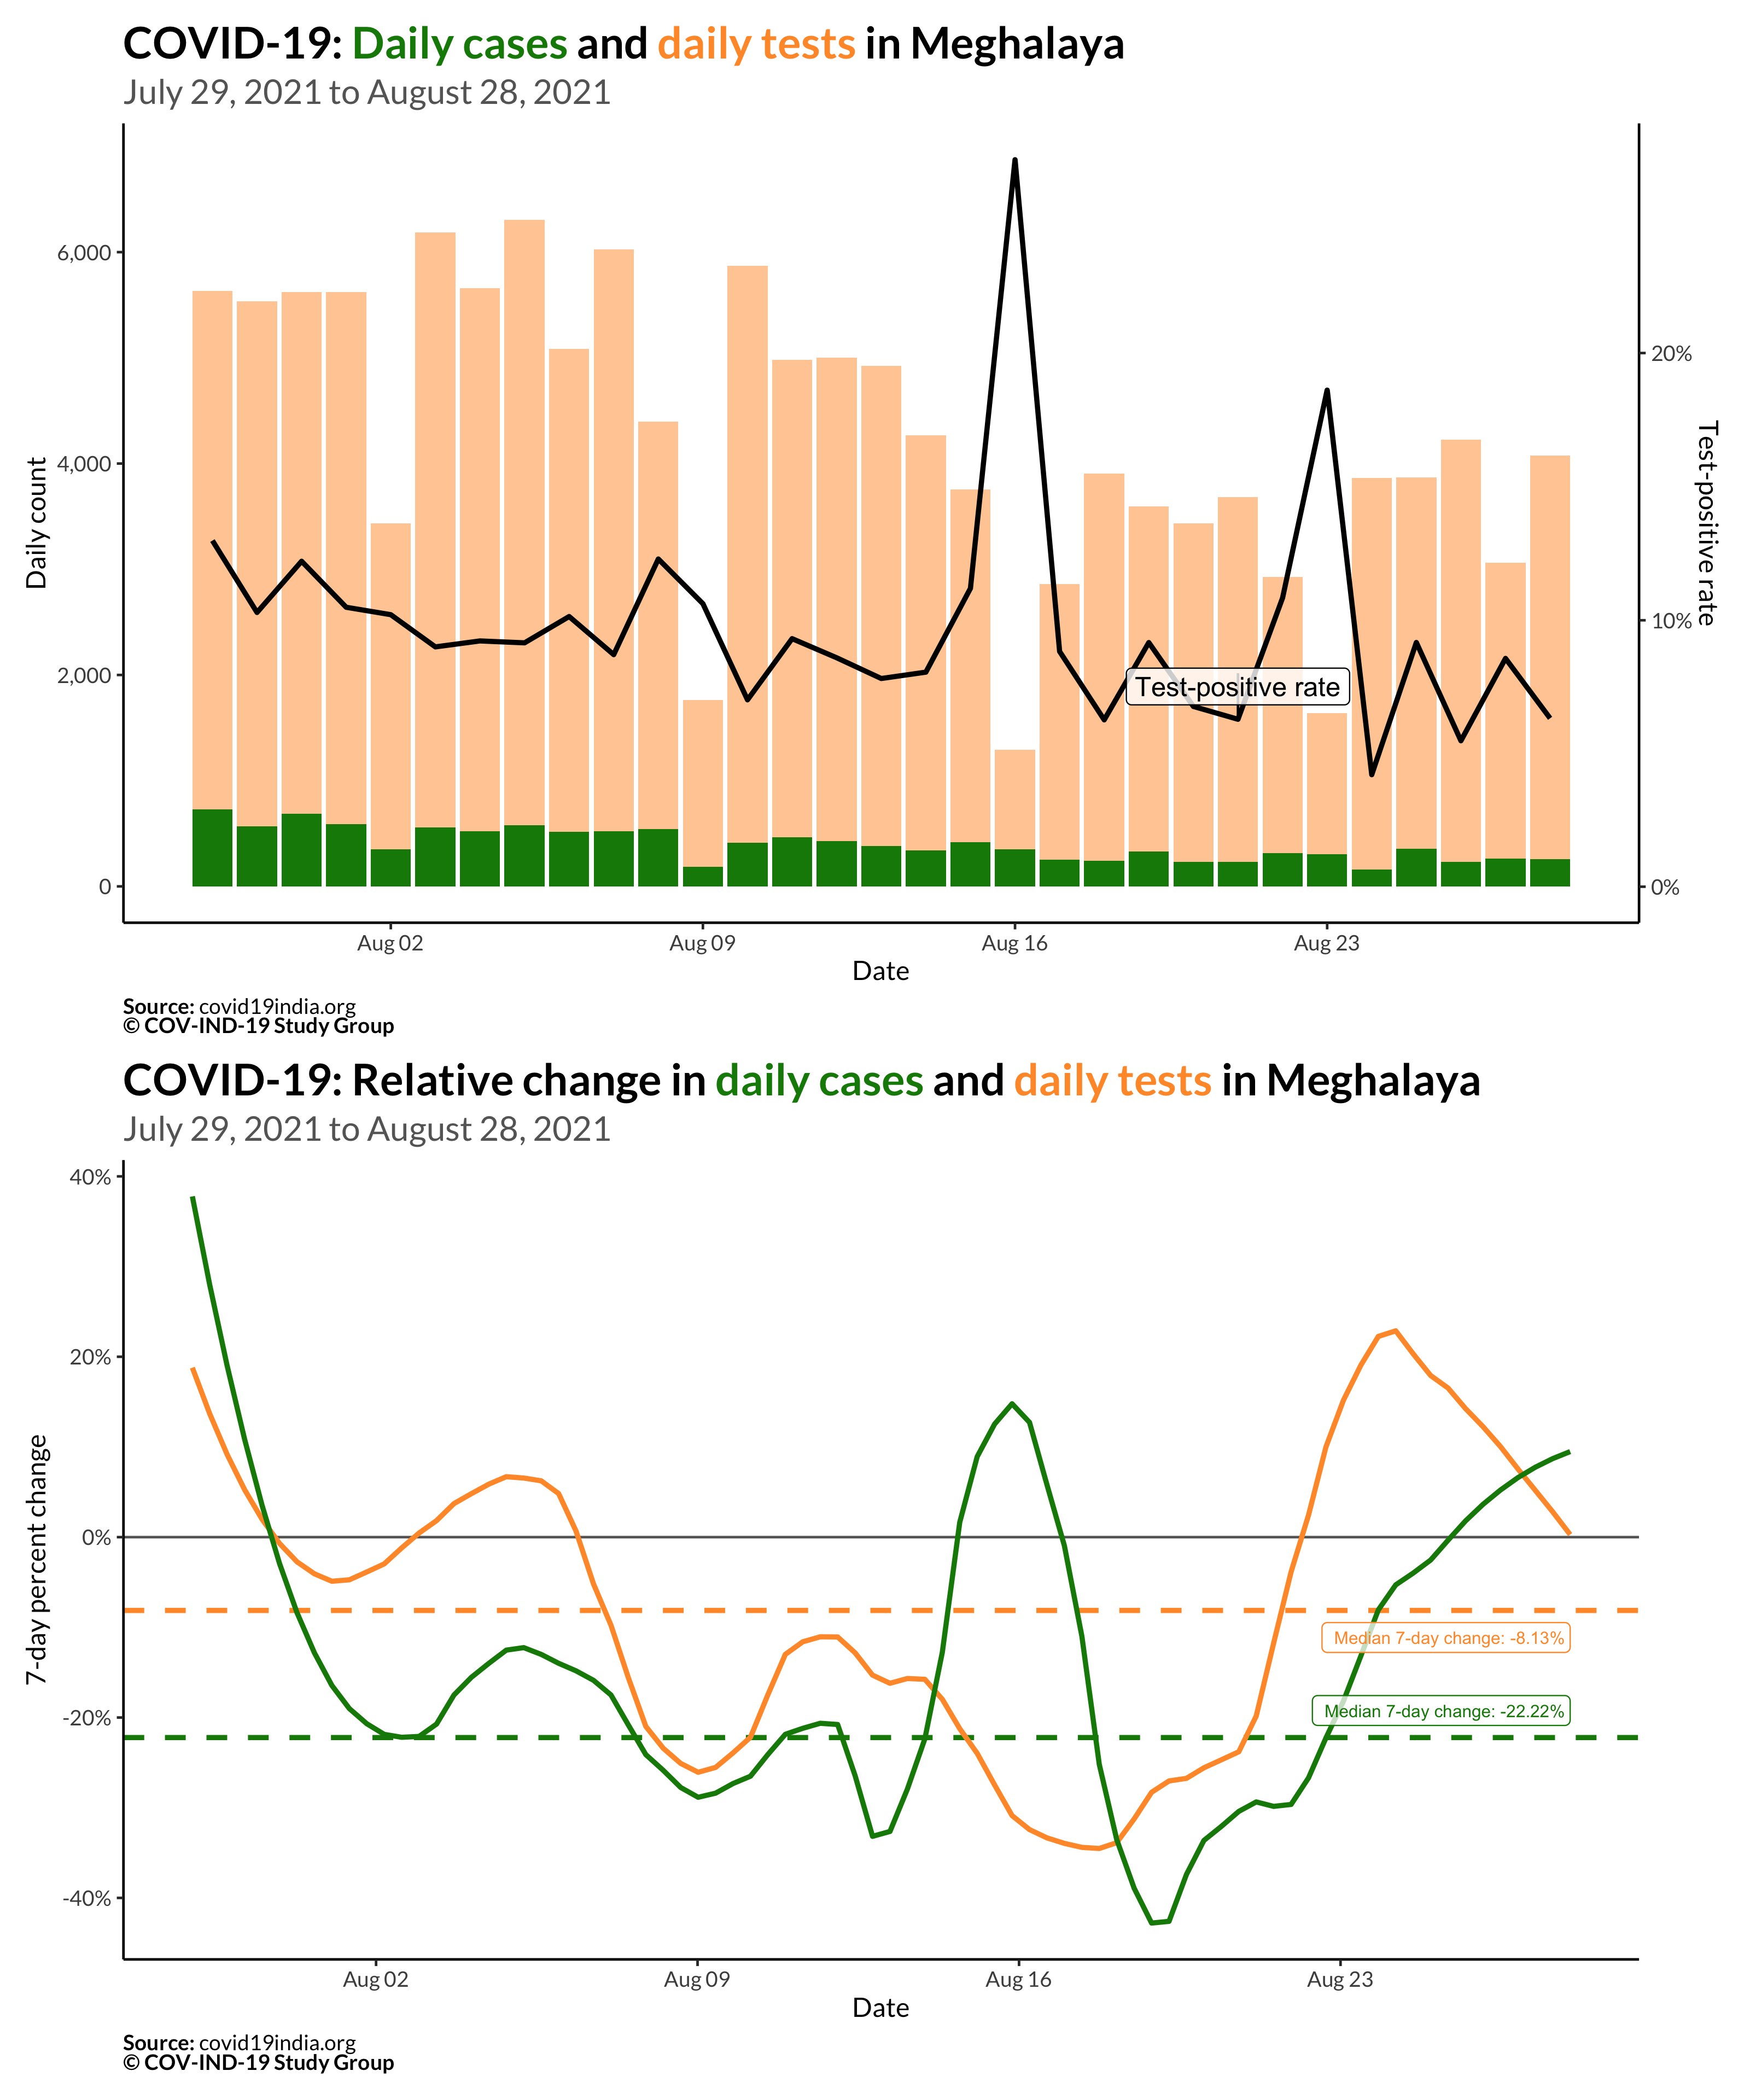 COVID-19: Daily cases and daily tests in Meghalaya
July 29, 2021 to August 28, 2021
Daily count
6,000
4,000
2,000
0
20%
10%
0%
Test-positive rate
Test-positive rate
Aug 02
Aug 09
Aug 16
Aug 23
Date
Source: covid19india.org
© COV-IND-19 Study Group
COVID-19: Relative change in daily cases and daily tests in Meghalaya
July 29, 2021 to August 28, 2021
7-day percent change
40%
20%
0%
-20%
-40%
Median 7-day change: -8.13%
Median 7-day change: -22.22%
Aug 02
Aug 09
Aug 16
Aug 23
Date
Source: covid19india.org
© COV-IND-19 Study Group